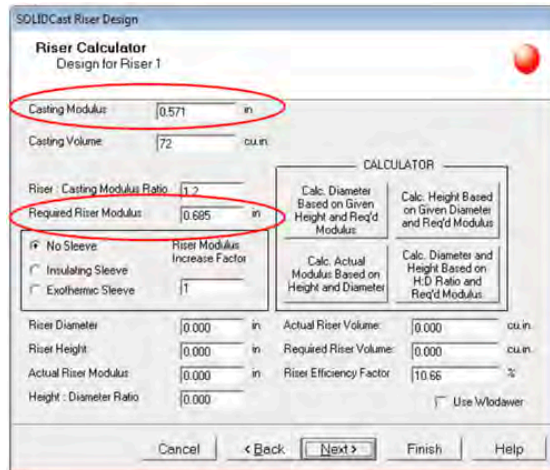 SOLIDCast Riser Design
Riser Calculator
Design for Riser 1
Casting Modulus 0.571 in
Casting Volume 72 cu.in.
Riser : Casting Modulus Ratio 1.2
Required Riser Modulus 0.685 in
No Sleeve
Insulating Sleeve
Exothermic Sleeve
Riser Modulus
Increase Factor
1
CALCULATOR
Calc. Diameter
Based on Given
Height and Req'd
Modulus
Calc. Height Based
on Given Diameter
and Req'd Modulus
Calc. Actual
Modulus Based on
Height and Diameter
Calc. Diameter and
Height Based on
H:D Ratio and
Req'd Modulus
Riser Diameter 0.000 in
Riser Height 0.000 in
Actual Riser Modulus 0.000 in
Height : Diameter Ratio 0.000
Actual Riser Volume: 0.000 cu.in.
Required Riser Volume: 0.000 cu.in.
Riser Efficiency Factor 10.66 %
Use Wlodawer
Cancel < Back Next > Finish Help